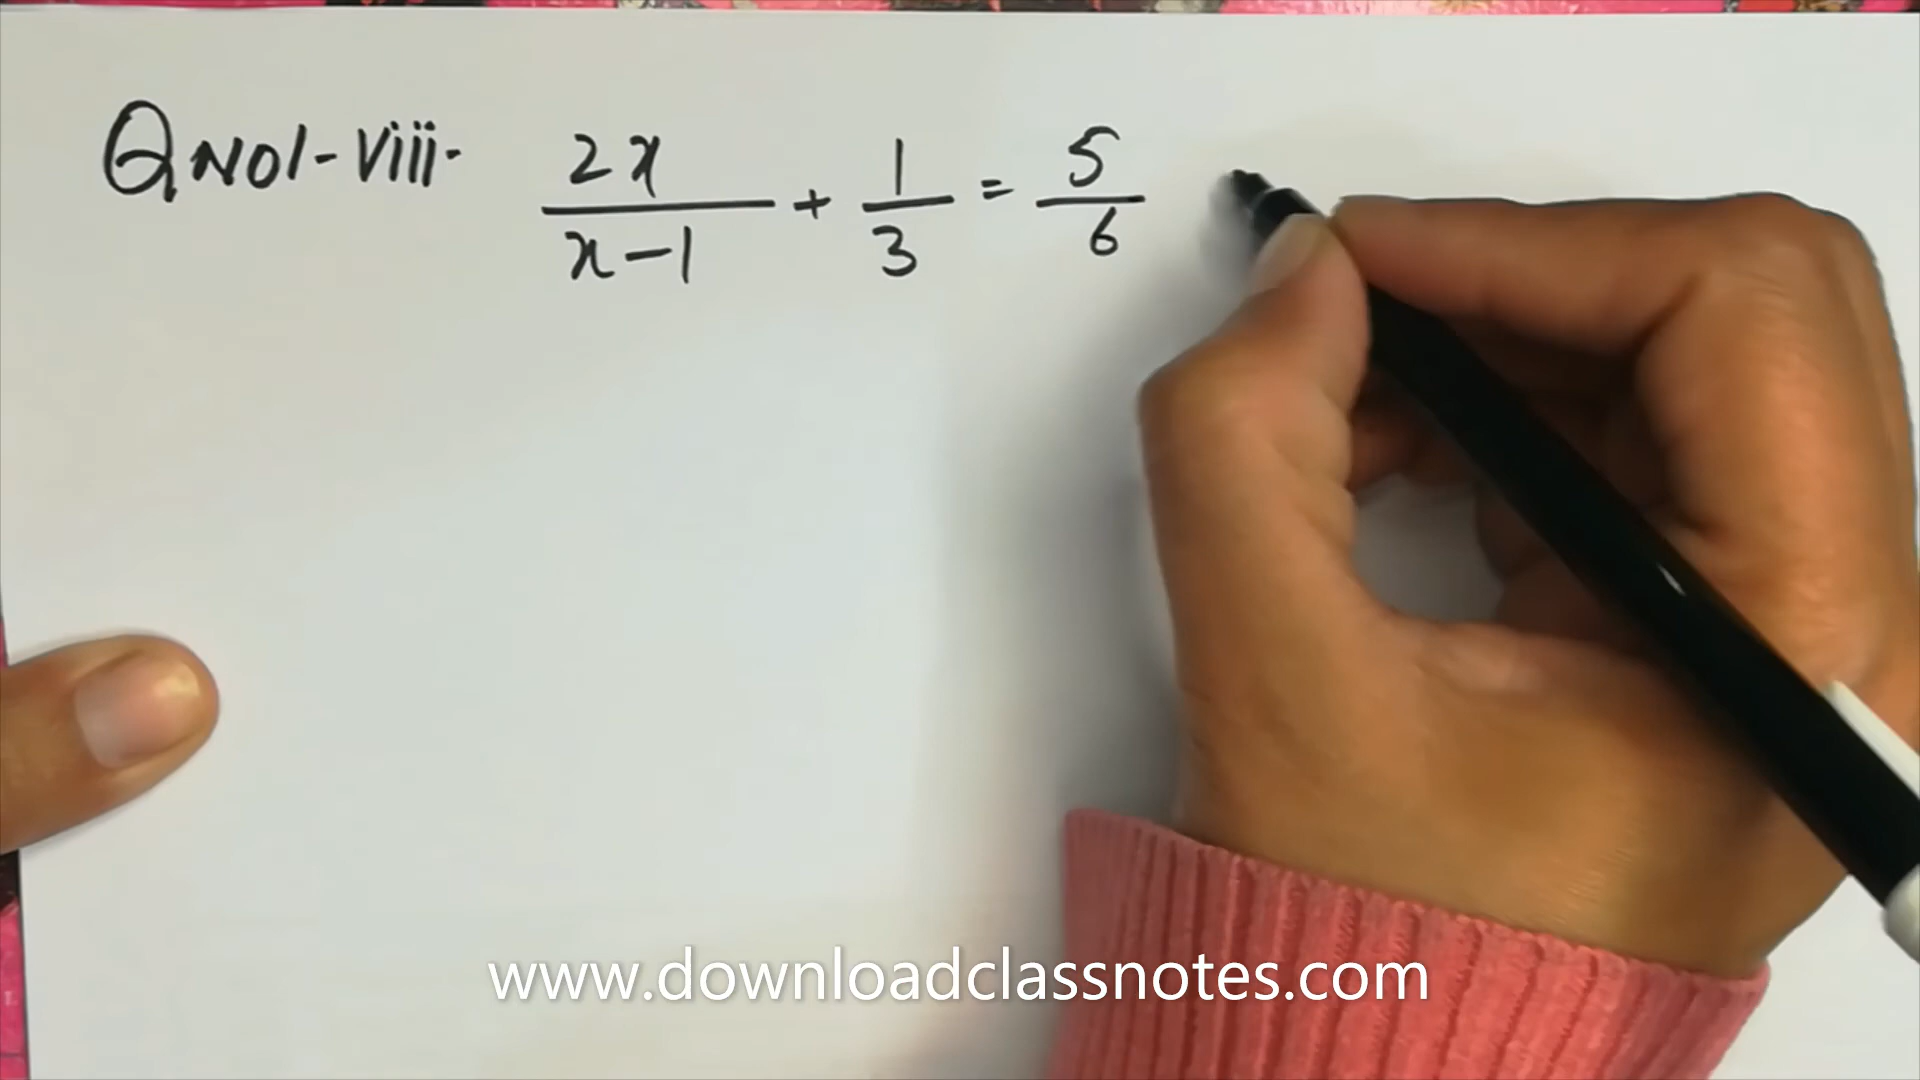 QNO1-Viii. 2x/x-1 + 1/3 = 5/6
www.downloadclassnotes.com